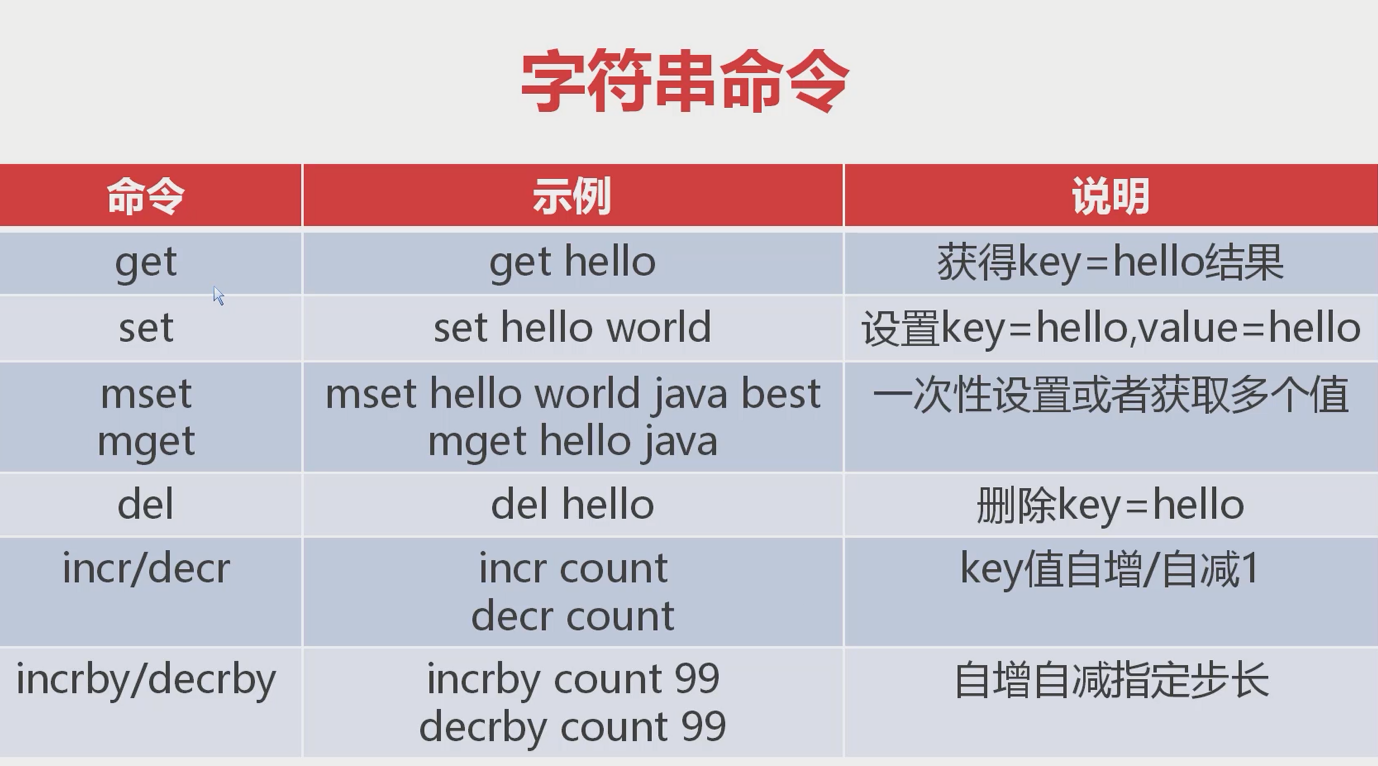 字符串命令
命令 示例 说明
get get hello 获得key=hello结果
set set hello world 设置key=hello,value=hello
mset mset hello world java best 一次性设置或者获取多个值
mget mget hello java
del del hello 删除key=hello
incr/decr incr count key值自增/自减1
decr count
incrby/decrby incrby count 99 自增自减指定步长
decrby count 99